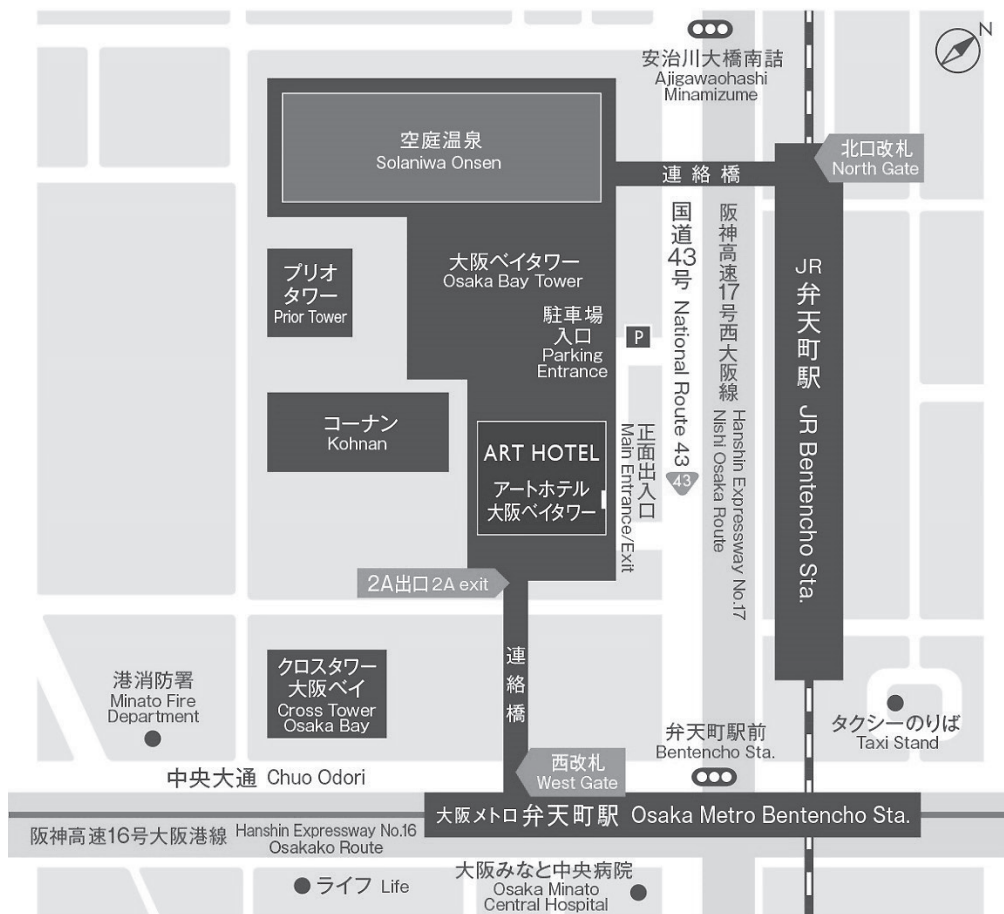 N
安治川大橋南詰
Ajigawaohashi
Minamizume
空庭温泉
Solaniwa Onsen
北口改札
North Gate
連絡橋
国道43号 National Route 43
43
阪神高速17号西大阪線
Hanshin Expressway No.17
Nishi Osaka Route
JR 弁天町駅 JR Bentencho Sta.
大阪ベイタワー
Osaka Bay Tower
プリオ
タワー
Prior Tower
駐車場
入口
Parking
Entrance
P
コーナン
Kohnan
ART HOTEL
アートホテル
大阪ベイタワー
正面出入口
Main Entrance/Exit
2A出口 2A exit
連絡橋
港消防署
Minato Fire
Department
クロスタワー
大阪ベイ
Cross Tower
Osaka Bay
西改札
West Gate
弁天町駅前
Bentencho Sta.
タクシーのりば
Taxi Stand
中央大通 Chuo Odori
大阪メトロ 弁天町駅 Osaka Metro Bentencho Sta.
阪神高速16号大阪港線
Hanshin Expressway No.16
Osakako Route
ライフ Life
大阪みなと中央病院
Osaka Minato
Central Hospital